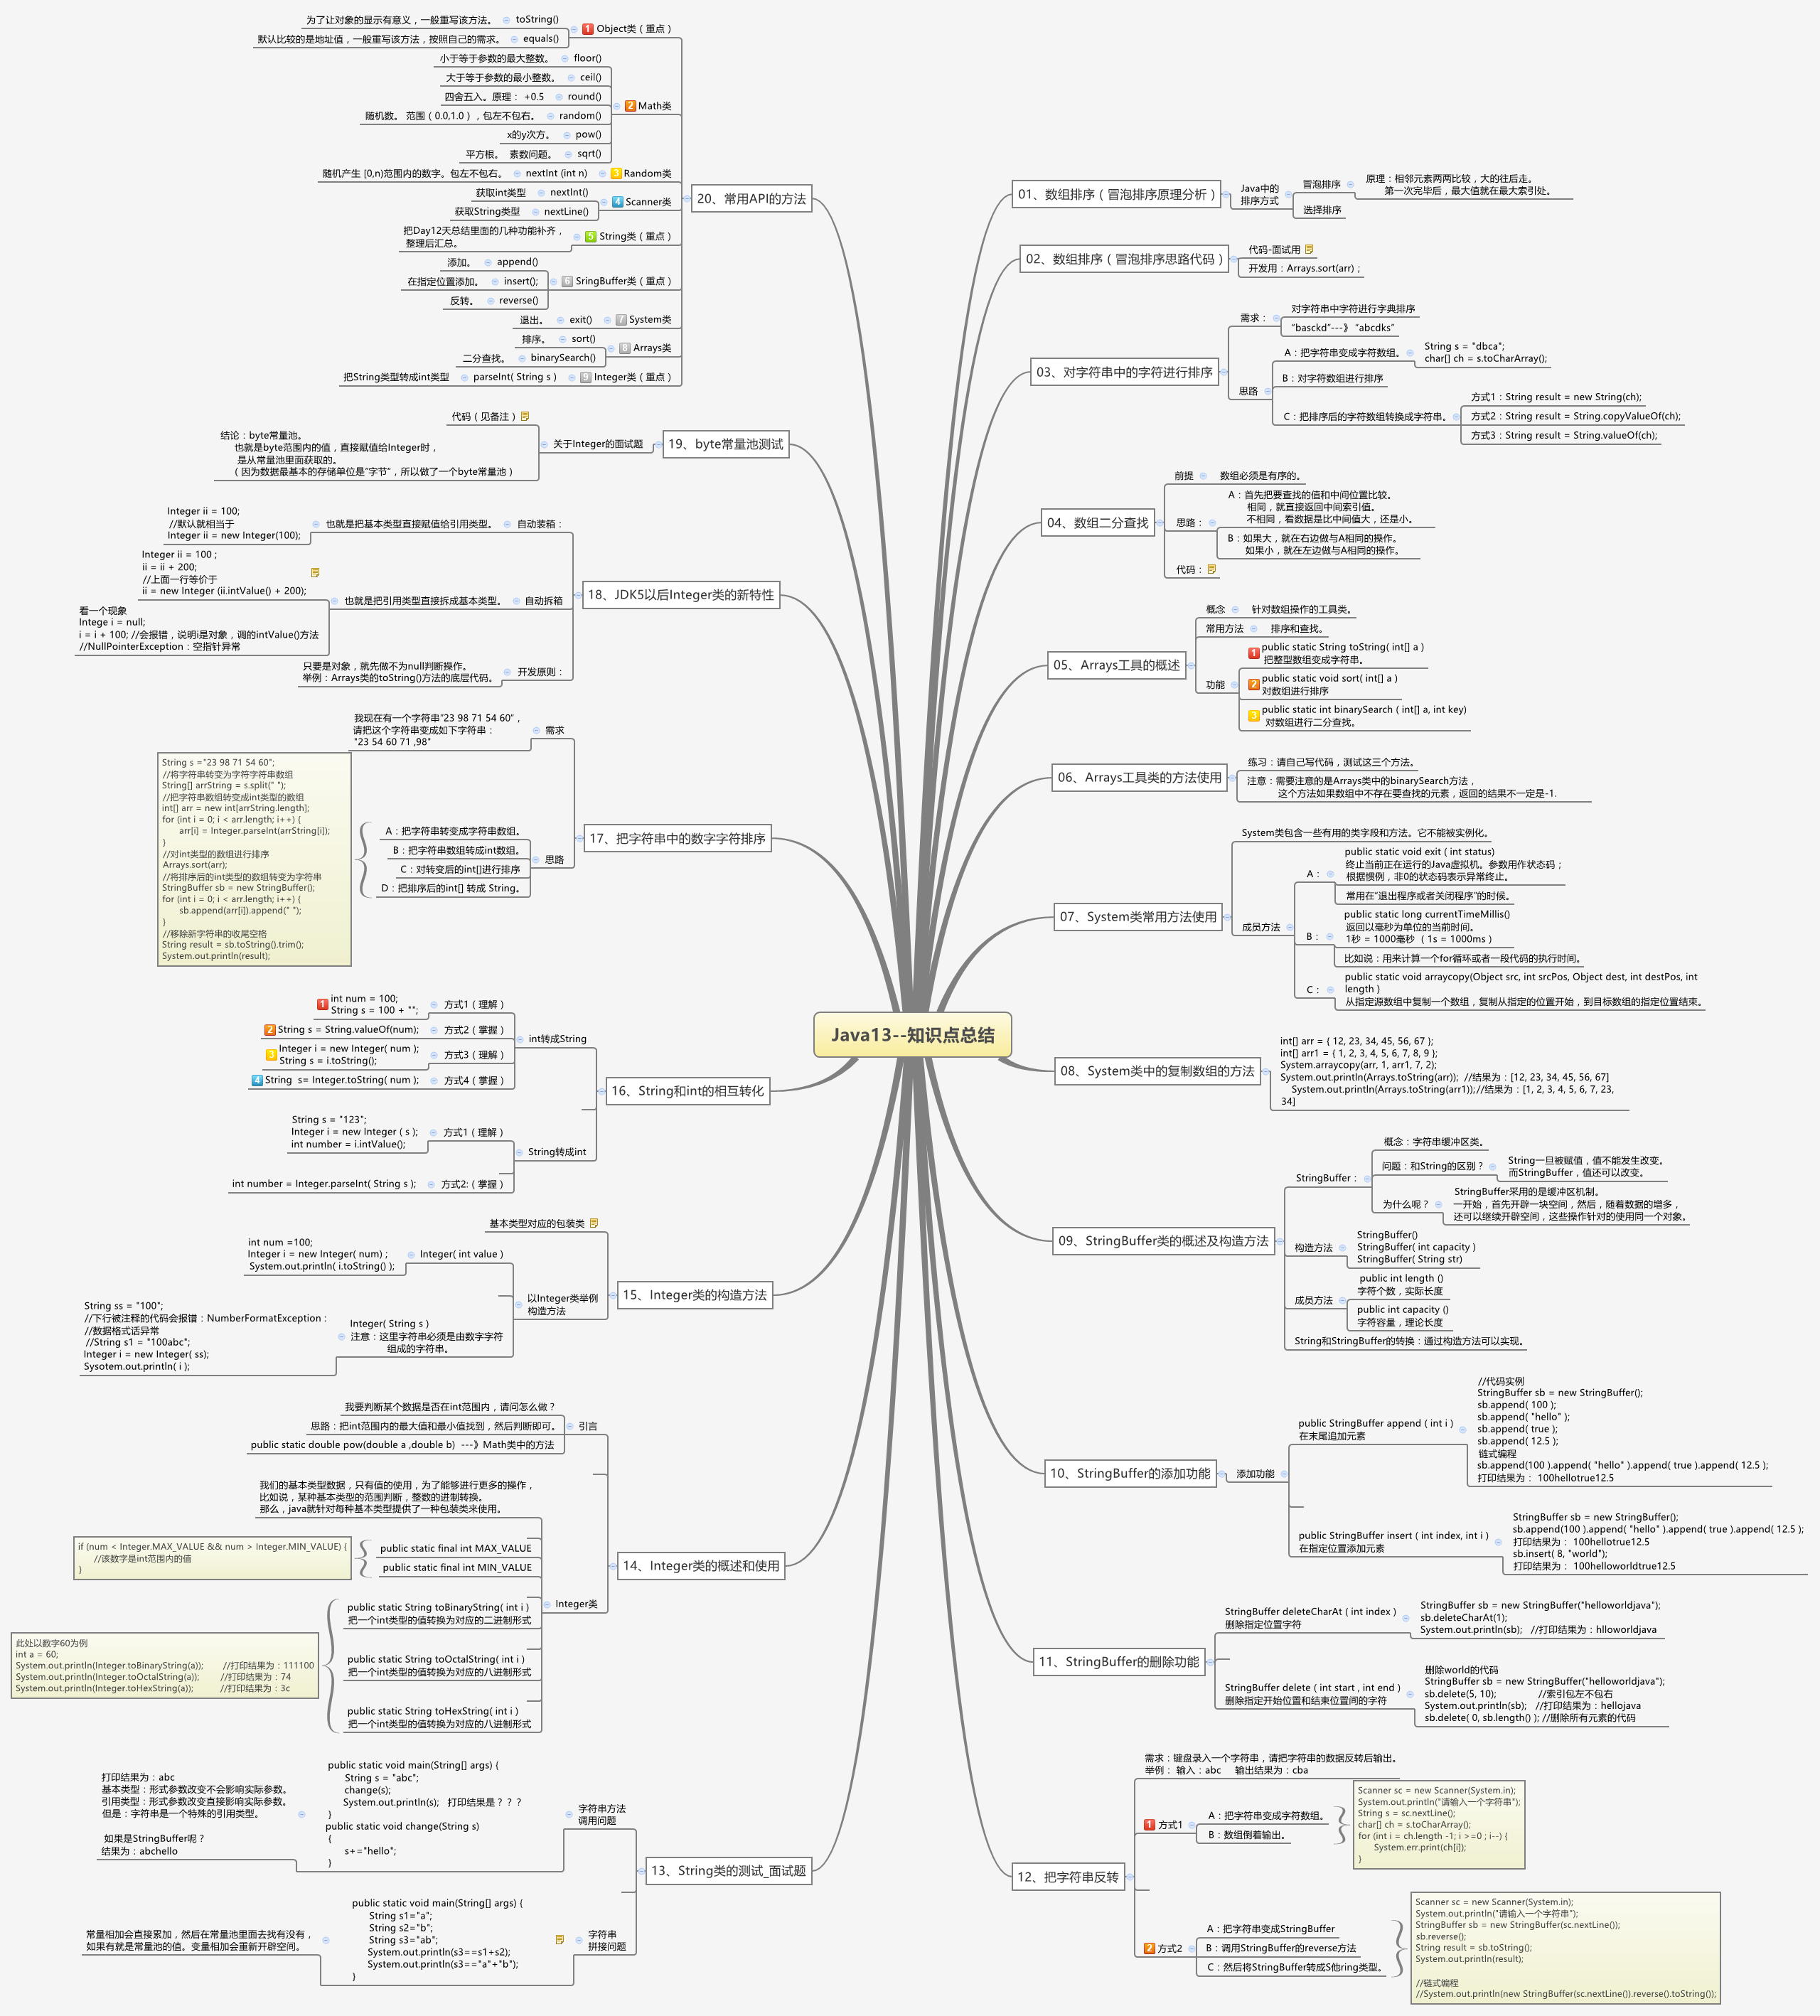 Java13--知识点总结
01、数组排序 ( 冒泡排序原理分析 )
Java中的
排序方式
冒泡排序
原理：相邻元素两两比较，大的往后走。
第一次完毕后，最大值就在最大索引处。
选择排序
02、数组排序 ( 冒泡排序思路代码 )
代码-面试用
开发用：Arrays.sort(arr)；
03、对字符串中的字符进行排序
需求：
对字符串中字符进行字典排序
“basckd”---》 “abcdks”
思路
A：把字符串变成字符数组。
String s = "dbca";
char[] ch = s.toCharArray();
B：对字符数组进行排序
C：把排序后的字符数组转换成字符串。
方式1：String result = new String(ch);
方式2：String result = String.copyValueOf(ch);
方式3：String result = String.valueOf(ch);
04、数组二分查找
前提
数组必须是有序的。
思路：
A：首先把要查找的值和中间位置比较。
相同，就直接返回中间索引值。
不相同，看数据是比中间值大，还是小。
B：如果大，就在右边做与A相同的操作。
如果小，就在左边做与A相同的操作。
代码：
05、Arrays工具的概述
概念
针对数组操作的工具类。
常用方法
排序和查找。
功能
1 public static String toString( int[] a )
把整型数组变成字符串。
2 public static void sort( int[] a )
对数组进行排序
3 public static int binarySearch ( int[] a, int key)
对数组进行二分查找。
06、Arrays工具类的方法使用
练习：请自己写代码，测试这三个方法。
注意：需要注意的是Arrays类中的binarySearch方法，
这个方法如果数组中不存在要查找的元素，返回的结果不一定是-1.
07、System类常用方法使用
System类包含一些有用的类字段和方法。它不能被实例化。
成员方法
A：
public static void exit ( int status)
终止当前正在运行的Java虚拟机。参数用作状态码；
根据惯例，非0的状态码表示异常终止。
常用在“退出程序或者关闭程序”的时候。
B：
public static long currentTimeMillis()
返回以毫秒为单位的当前时间。
1秒 = 1000毫秒 ( 1s = 1000ms )
比如说：用来计算一个for循环或者一段代码的执行时间。
C：
public static void arraycopy(Object src, int srcPos, Object dest, int destPos, int
length )
从指定源数组中复制一个数组，复制从指定的位置开始，到目标数组的指定位置结束。
08、System类中的复制数组的方法
int[] arr = { 12, 23, 34, 45, 56, 67 };
int[] arr1 = { 1, 2, 3, 4, 5, 6, 7, 8, 9 };
System.arraycopy(arr, 1, arr1, 7, 2);
System.out.println(Arrays.toString(arr)); //结果为：[12, 23, 34, 45, 56, 67]
System.out.println(Arrays.toString(arr1));//结果为：[1, 2, 3, 4, 5, 6, 7, 23,
34]
09、StringBuffer类的概述及构造方法
StringBuffer：
概念：字符串缓冲区类。
问题：和String的区别？
String一旦被赋值，值不能发生改变。
而StringBuffer，值还可以改变。
为什么呢？
StringBuffer采用的是缓冲区机制。
一开始，首先开辟一块空间，然后，随着数据的增多，
还可以继续开辟空间，这些操作针对的使用同一个对象。
构造方法
StringBuffer()
StringBuffer( int capacity )
StringBuffer( String str)
成员方法
public int length ()
字符个数，实际长度
public int capacity ()
字符容量，理论长度
String和StringBuffer的转换：通过构造方法可以实现。
10、StringBuffer的添加功能
添加功能
public StringBuffer append ( int i )
在末尾追加元素
//代码实例
StringBuffer sb = new StringBuffer();
sb.append( 100 );
sb.append( "hello" );
sb.append( true );
sb.append( 12.5 );
链式编程
sb.append(100 ).append( "hello" ).append( true ).append( 12.5 );
打印结果为： 100hellotrue12.5
public StringBuffer insert ( int index, int i )
在指定位置添加元素
StringBuffer sb = new StringBuffer();
sb.append(100 ).append( "hello" ).append( true ).append( 12.5 );
打印结果为： 100hellotrue12.5
sb.insert( 8, "world");
打印结果为： 100helloworldtrue12.5
11、StringBuffer的删除功能
StringBuffer deleteCharAt ( int index )
删除指定位置字符
StringBuffer sb = new StringBuffer("helloworldjava");
sb.deleteCharAt(1);
System.out.println(sb); //打印结果为：hlloworldjava
StringBuffer delete ( int start , int end )
删除指定开始位置和结束位置间的字符
删除world的代码
StringBuffer sb = new StringBuffer("helloworldjava");
sb.delete(5, 10); //索引包左不包右
System.out.println(sb); //打印结果为：hellojava
sb.delete( 0, sb.length() ); //删除所有元素的代码
12、把字符串反转
需求：键盘录入一个字符串，请把字符串的数据反转后输出。
举例： 输入：abc 输出结果为：cba
1 方式1
A：把字符串变成字符数组。
B：数组倒着输出。
Scanner sc = new Scanner(System.in);
System.out.println("请输入一个字符串");
String s = sc.nextLine();
char[] ch = s.toCharArray();
for (int i = ch.length -1; i >=0 ; i--) {
System.err.print(ch[i]);
}
2 方式2
A：把字符串变成StringBuffer
B：调用StringBuffer的reverse方法
C：然后将StringBuffer转成S他ring类型。
Scanner sc = new Scanner(System.in);
System.out.println("请输入一个字符串");
StringBuffer sb = new StringBuffer(sc.nextLine());
sb.reverse();
String result = sb.toString();
System.out.println(result);
//链式编程
//System.out.println(new StringBuffer(sc.nextLine()).reverse().toString());
20、常用API的方法
1 Object类 ( 重点 )
toString()
为了让对象的显示有意义，一般重写该方法。
equals()
默认比较的是地址值，一般重写该方法，按照自己的需求。
2 Math类
floor()
小于等于参数的最大整数。
ceil()
大于等于参数的最小整数。
round()
四舍五入。原理： +0.5
random()
随机数。 范围 ( 0.0,1.0 ) ，包左不包右。
pow()
x的y次方。
sqrt()
平方根。 素数问题。
3 Random类
nextInt (int n)
随机产生 [0,n)范围内的数字。包左不包右。
4 Scanner类
nextInt()
获取int类型
nextLine()
获取String类型
5 String类 ( 重点 )
把Day12天总结里面的几种功能补齐，
整理后汇总。
6 SringBuffer类 ( 重点 )
append()
添加。
insert();
在指定位置添加。
reverse()
反转。
7 System类
exit()
退出。
8 Arrays类
sort()
排序。
binarySearch()
二分查找。
9 Integer类 ( 重点 )
parseInt( String s )
把String类型转成int类型
19、byte常量池测试
关于Integer的面试题
代码 ( 见备注 )
结论：byte常量池。
也就是byte范围内的值，直接赋值给Integer时，
是从常量池里面获取的。
( 因为数据最基本的存储单位是“字节”，所以做了一个byte常量池 )
18、JDK5以后Integer类的新特性
自动装箱：
也就是把基本类型直接赋值给引用类型。
Integer ii = 100;
//默认就相当于
Integer ii = new Integer(100);
自动拆箱
也就是把引用类型直接拆成基本类型。
Integer ii = 100 ;
ii = ii + 200;
//上面一行等价于
ii = new Integer (ii.intValue() + 200);
看一个现象
Intege i = null;
i = i + 100; //会报错，说明i是对象，调的intValue()方法
//NullPointerException：空指针异常
开发原则：
只要是对象，就先做不为null判断操作。
举例：Arrays类的toString()方法的底层代码。
17、把字符串中的数字字符排序
需求
我现在有一个字符串“23 98 71 54 60”，
请把这个字符串变成如下字符串：
"23 54 60 71 ,98"
思路
A：把字符串转变成字符串数组。
B：把字符串数组转成int数组。
C：对转变后的int[]进行排序
D：把排序后的int[] 转成 String。
String s ="23 98 71 54 60";
//将字符串转变为字符字符串数组
String[] arrString = s.split(" ");
//把字符串数组转变成int类型的数组
int[] arr = new int[arrString.length];
for (int i = 0; i < arr.length; i++) {
arr[i] = Integer.parseInt(arrString[i]);
}
//对int类型的数组进行排序
Arrays.sort(arr);
//将排序后的int类型的数组转变为字符串
StringBuffer sb = new StringBuffer();
for (int i = 0; i < arr.length; i++) {
sb.append(arr[i]).append(" ");
}
//移除新字符串的收尾空格
String result = sb.toString().trim();
System.out.println(result);
16、String和int的相互转化
int转成String
方式1 ( 理解 )
1 int num = 100;
String s = 100 + "";
方式2 ( 掌握 )
2 String s = String.valueOf(num);
方式3 ( 理解 )
3 Integer i = new Integer( num );
String s = i.toString();
方式4 ( 掌握 )
4 String s= Integer.toString( num );
String转成int
方式1 ( 理解 )
String s = "123";
Integer i = new Integer ( s );
int number = i.intValue();
方式2: ( 掌握 )
int number = Integer.parseInt( String s );
15、Integer类的构造方法
基本类型对应的包装类
以Integer类举例
构造方法
Integer( int value )
int num =100;
Integer i = new Integer( num) ;
System.out.println( i.toString() );
Integer( String s )
注意：这里字符串必须是由数字字符
组成的字符串。
String ss = "100";
//下行被注释的代码会报错：NumberFormatException：
//数据格式话异常
//String s1 = "100abc";
Integer i = new Integer( ss);
Sysotem.out.println( i );
14、Integer类的概述和使用
引言
我要判断某个数据是否在int范围内，请问怎么做？
思路：把int范围内的最大值和最小值找到，然后判断即可。
public static double pow(double a ,double b) ---》Math类中的方法
Integer类
我们的基本类型数据，只有值的使用，为了能够进行更多的操作，
比如说，某种基本类型的范围判断，整数的进制转换。
那么，java就针对每种基本类型提供了一种包装类来使用。
public static final int MAX_VALUE
public static final int MIN_VALUE
if (num < Integer.MAX_VALUE && num > Integer.MIN_VALUE) {
//该数字是int范围内的值
}
public static String toBinaryString( int i )
把一个int类型的值转换为对应的二进制形式
public static String toOctalString( int i )
把一个int类型的值转换为对应的八进制形式
public static String toHexString( int i )
把一个int类型的值转换为对应的八进制形式
此处以数字60为例
int a = 60;
System.out.println(Integer.toBinaryString(a)); //打印结果为：111100
System.out.println(Integer.toOctalString(a)); //打印结果为：74
System.out.println(Integer.toHexString(a)); //打印结果为：3c
13、String类的测试_面试题
字符串方法
调用问题
public static void main(String[] args) {
String s = "abc";
change(s);
System.out.println(s); 打印结果是？？？
}
public static void change(String s)
{
s+="hello";
}
打印结果为：abc
基本类型：形式参数改变不会影响实际参数。
引用类型：形式参数改变直接影响实际参数。
但是：字符串是一个特殊的引用类型。
如果是StringBuffer呢？
结果为：abchello
字符串
拼接问题
public static void main(String[] args) {
String s1="a";
String s2="b";
String s3="ab";
System.out.println(s3==s1+s2);
System.out.println(s3=="a"+"b");
}
常量相加会直接累加，然后在常量池里面去找有没有，
如果有就是常量池的值。变量相加会重新开辟空间。